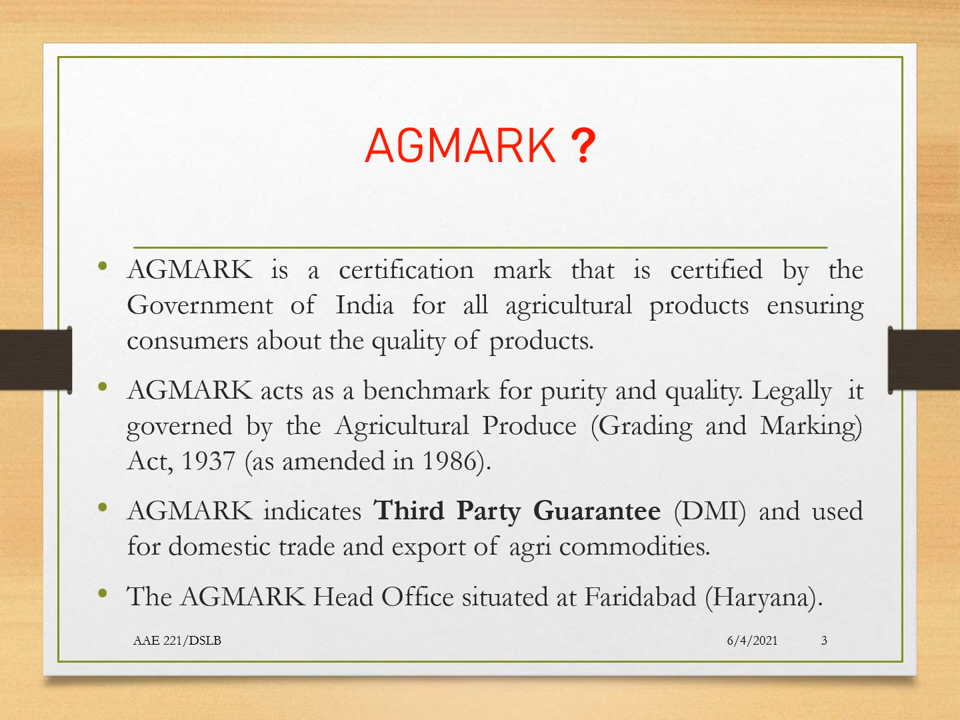 AGMARK ?
• AGMARK is a certification mark that is certified by the
Government of India for all agricultural products ensuring
consumers about the quality of products.
• AGMARK acts as a benchmark for purity and quality. Legally it
governed by the Agricultural Produce (Grading and Marking)
Act, 1937 (as amended in 1986).
• AGMARK indicates Third Party Guarantee (DMI) and used
for domestic trade and export of agri commodities.
• The AGMARK Head Office situated at Faridabad (Haryana).
AAE 221/DSLB 6/4/2021 3